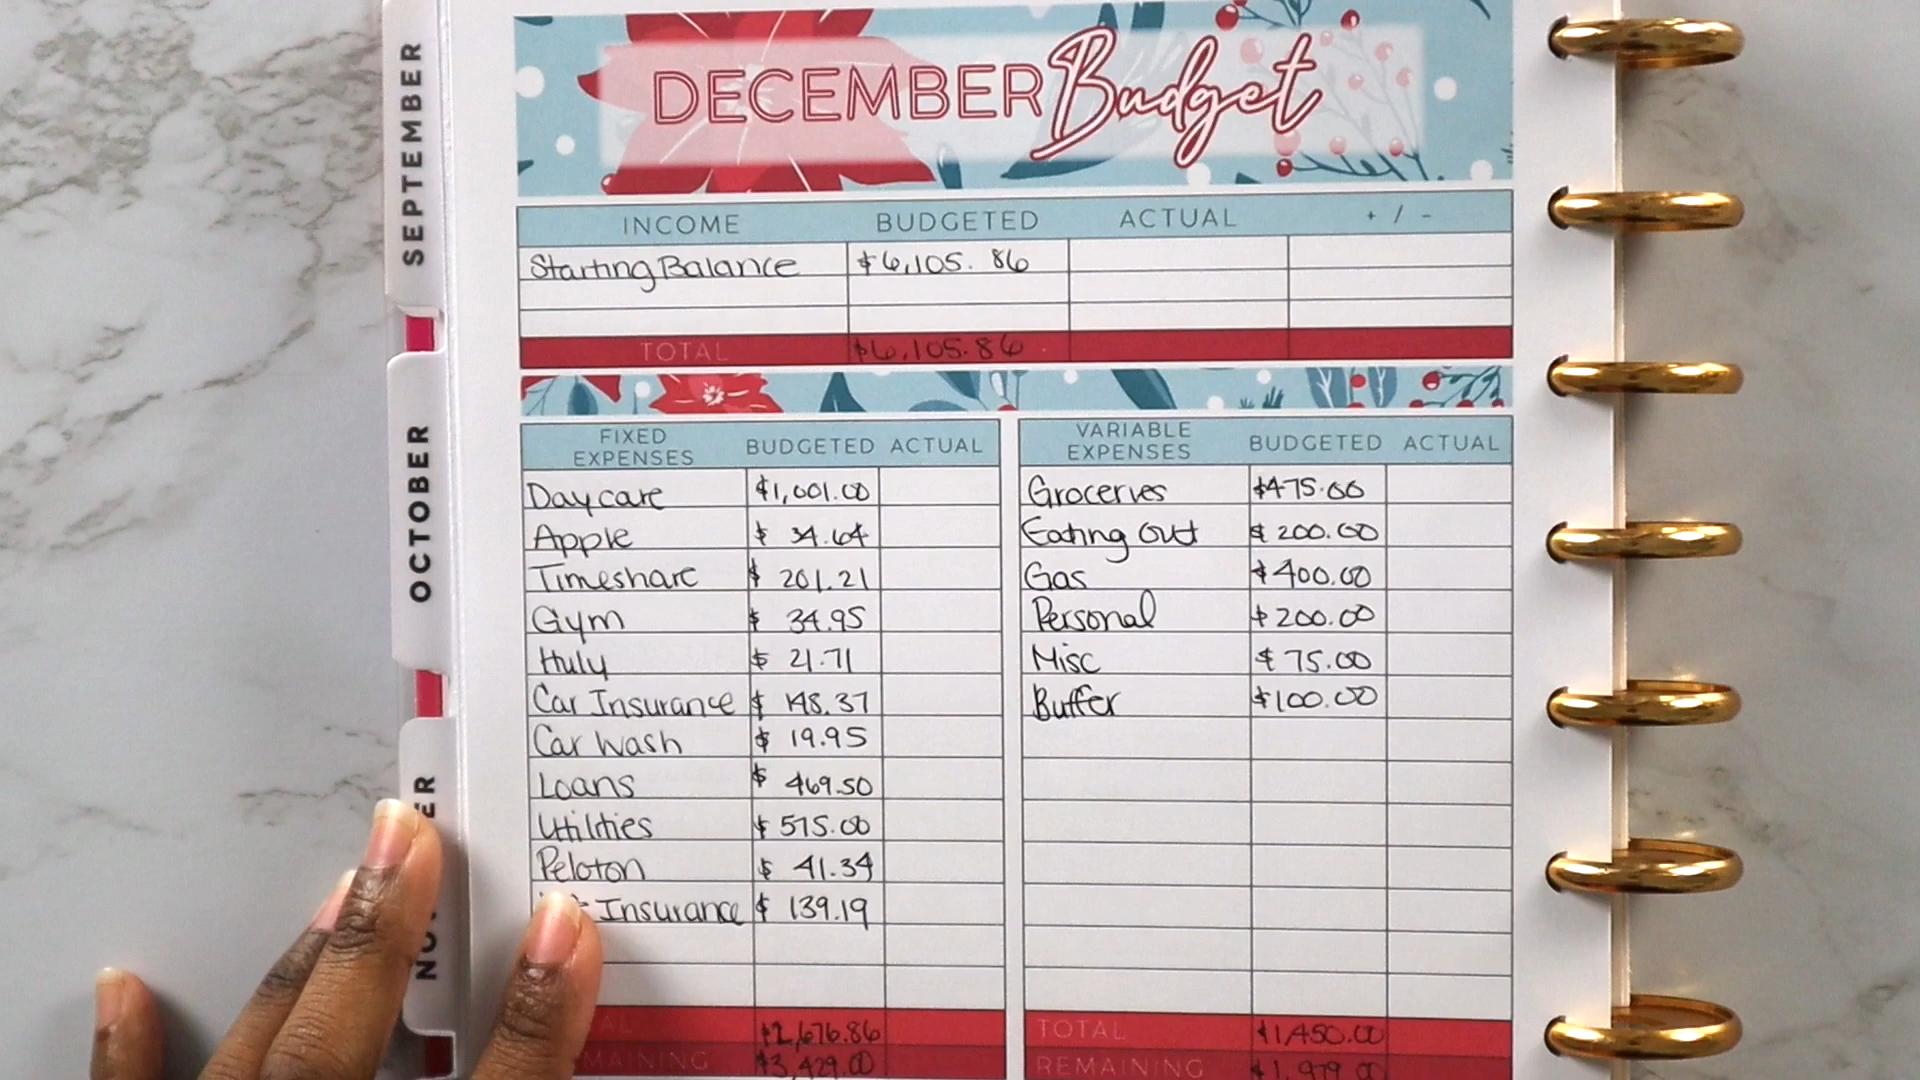 SEPTEMBER
OCTOBER
DECEMBER Budget
INCOME BUDGETED ACTUAL + / -
Starting Balance $6,105.86
TOTAL $6,105.86
FIXED EXPENSES BUDGETED ACTUAL
Daycare $1,001.00
Apple $ 34.64
Timeshare $ 201.21
Gym $ 34.95
Hulu $ 21.71
Car Insurance
Car Wash $ 19.95
Loans $ 469.50
Utilities $ 575.00
Peloton $ 41.34
Insurance $ 139.19
$2,676.86
$3,429.00
VARIABLE EXPENSES BUDGETED ACTUAL
Groceries $475.00
Eating Out $ 200.00
Gas $400.00
Personal $200.00
Misc $ 75.00
Buffer $100.00
TOTAL $1,450.00
REMAINING $1,979.00